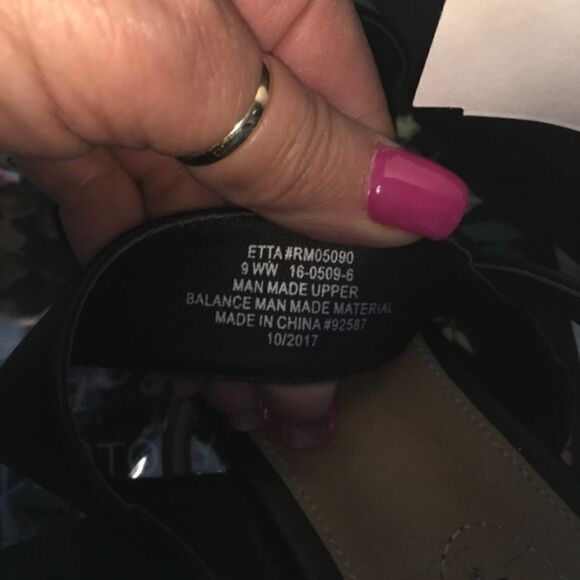 ETTA #RM05090
9 WW 16-0509-6
MAN MADE UPPER
BALANCE MAN MADE MATERIAL
MADE IN CHINA #92587
10/2017